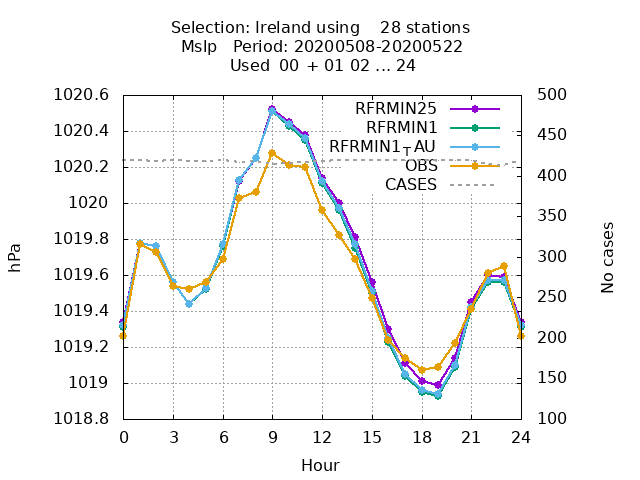 Selection: Ireland using 28 stations
Mslp Period: 20200508-20200522
Used 00 + 01 02 ... 24
1020.6
1020.4
1020.2
1020
1019.8
1019.6
1019.4
1019.2
1019
1018.8
hPa
500
450
400
350
300
250
200
150
100
No cases
RFRMIN25
RFRMIN1
RFRMIN1TAU
OBS
CASES
0 3 6 9 12 15 18 21 24
Hour